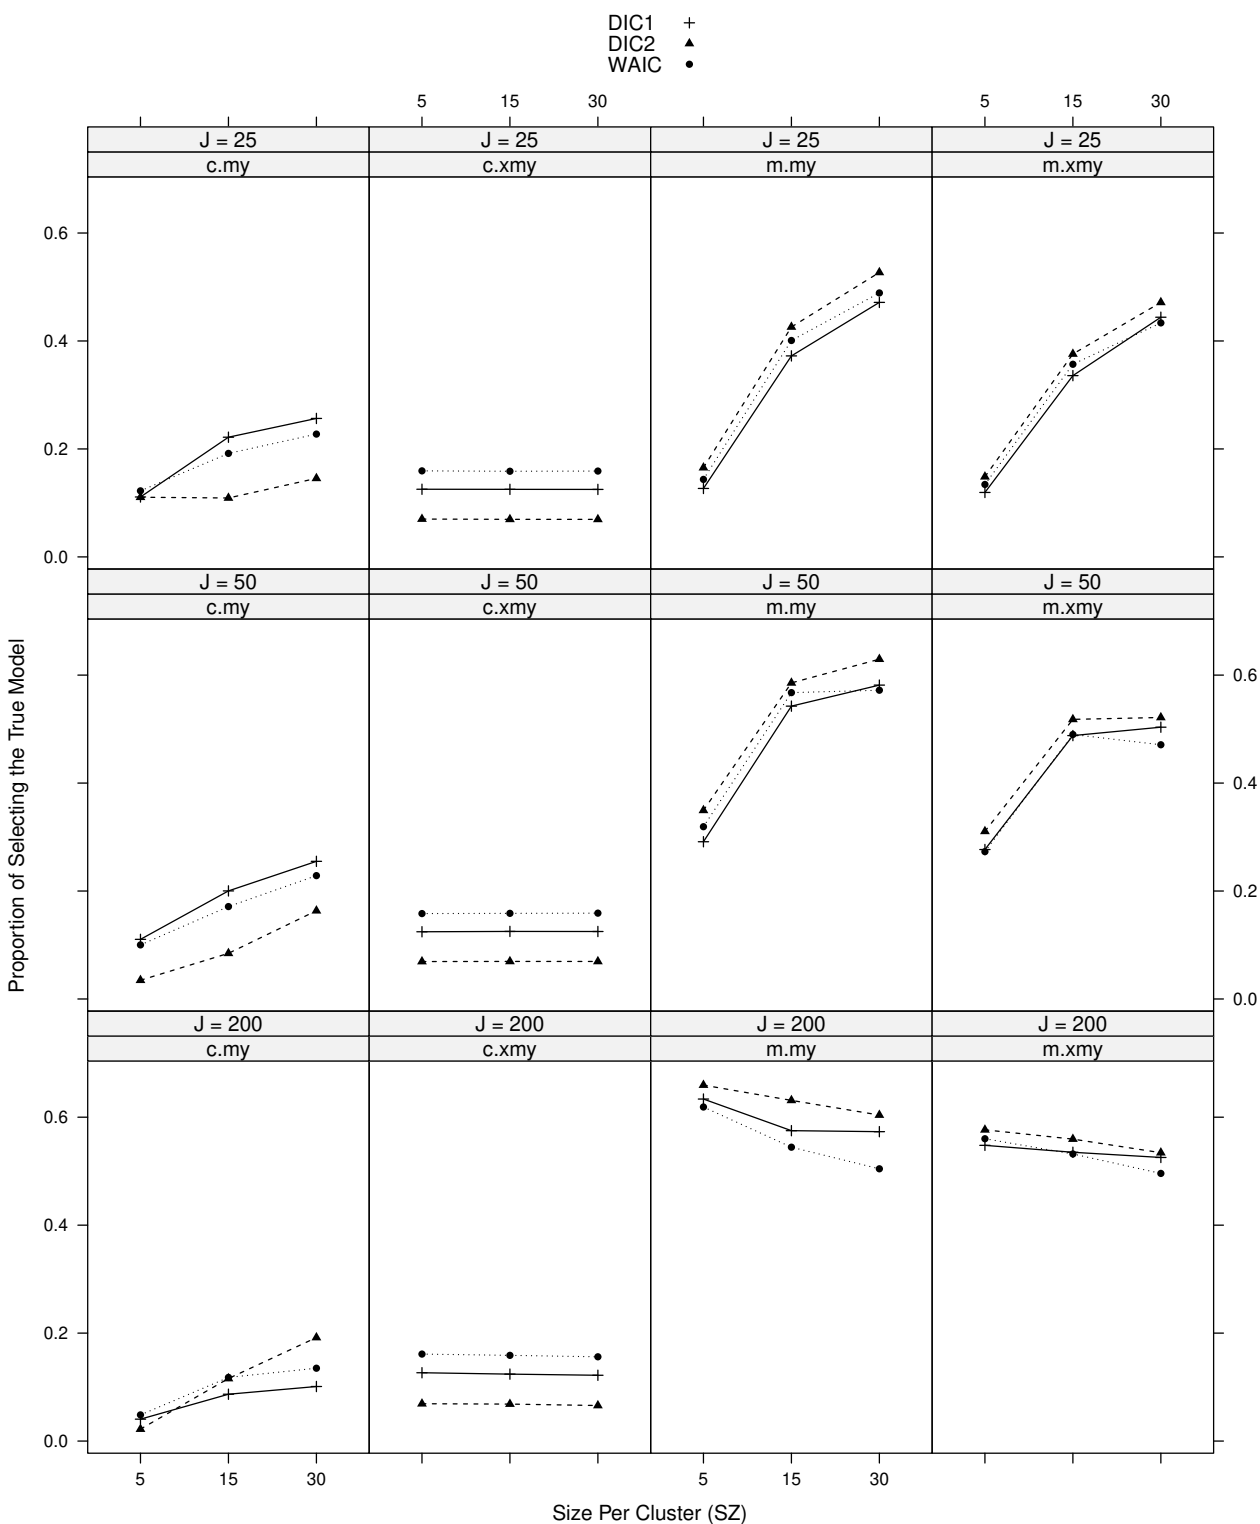 DIC1
DIC2
WAIC
5 15 30 5 15 30
J = 25 J = 25 J = 25 J = 25
c.my c.xmy m.my m.xmy
0.6
0.4
0.2
0.0
J = 50 J = 50 J = 50 J = 50
c.my c.xmy m.my m.xmy
0.6
0.4
0.2
0.0
Proportion of Selecting the True Model
J = 200 J = 200 J = 200 J = 200
c.my c.xmy m.my m.xmy
0.6
0.4
0.2
0.0
5 15 30 5 15 30
Size Per Cluster (SZ)